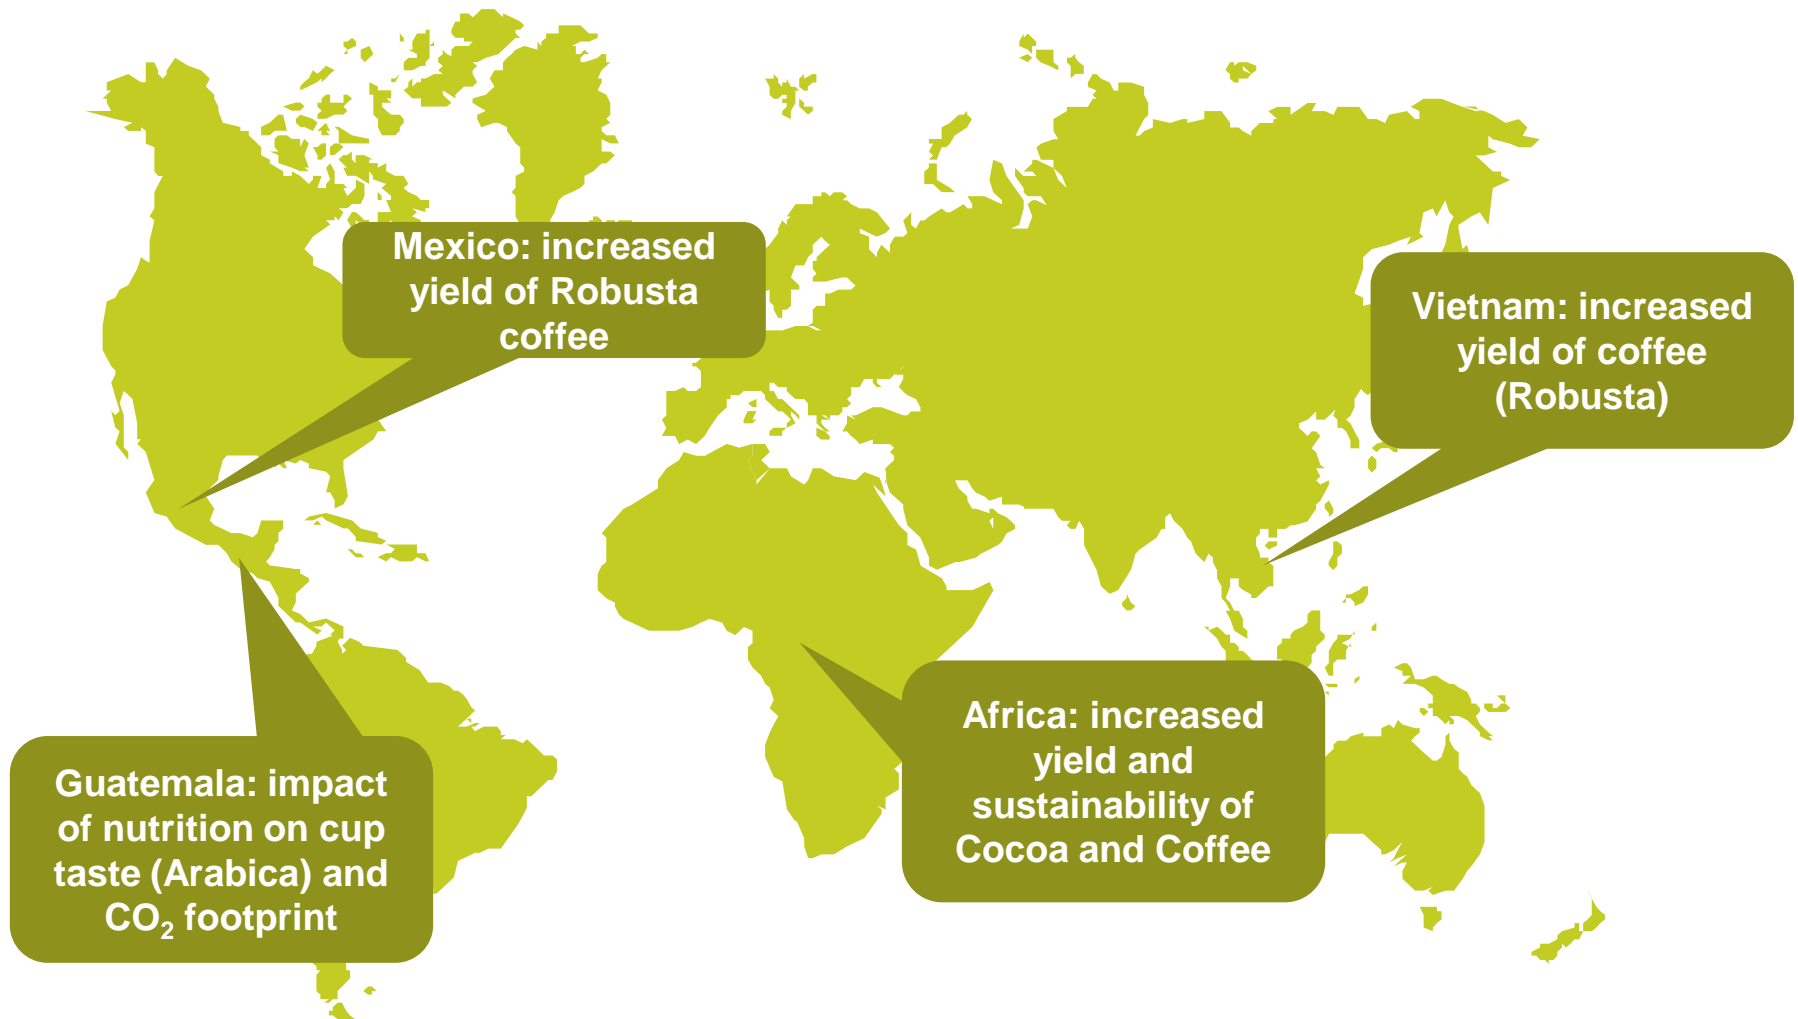 Mexico: increased
yield of Robusta
coffee
Vietnam: increased
yield of coffee
(Robusta)
Africa: increased
yield and
sustainability of
Cocoa and Coffee
Guatemala: impact
of nutrition on cup
taste (Arabica) and
CO₂ footprint